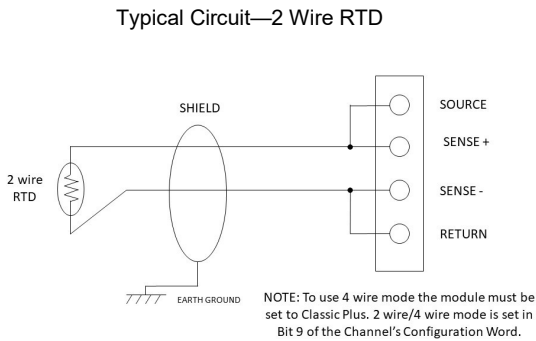 Typical Circuit—2 Wire RTD
SHIELD
SOURCE
SENSE +
2 wire
RTD
SENSE -
RETURN
EARTH GROUND
NOTE: To use 4 wire mode the module must be
set to Classic Plus. 2 wire/4 wire mode is set in
Bit 9 of the Channel's Configuration Word.